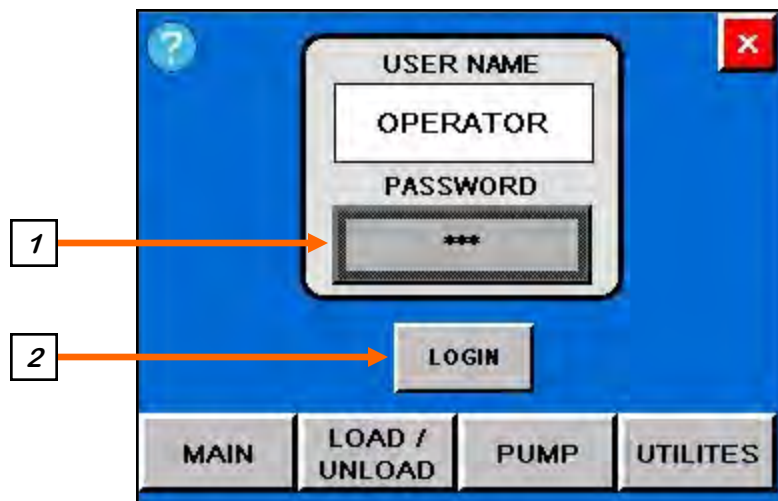 ?
×
USER NAME
OPERATOR
PASSWORD
***
1
2
LOGIN
MAIN
LOAD /
UNLOAD
PUMP
UTILITES